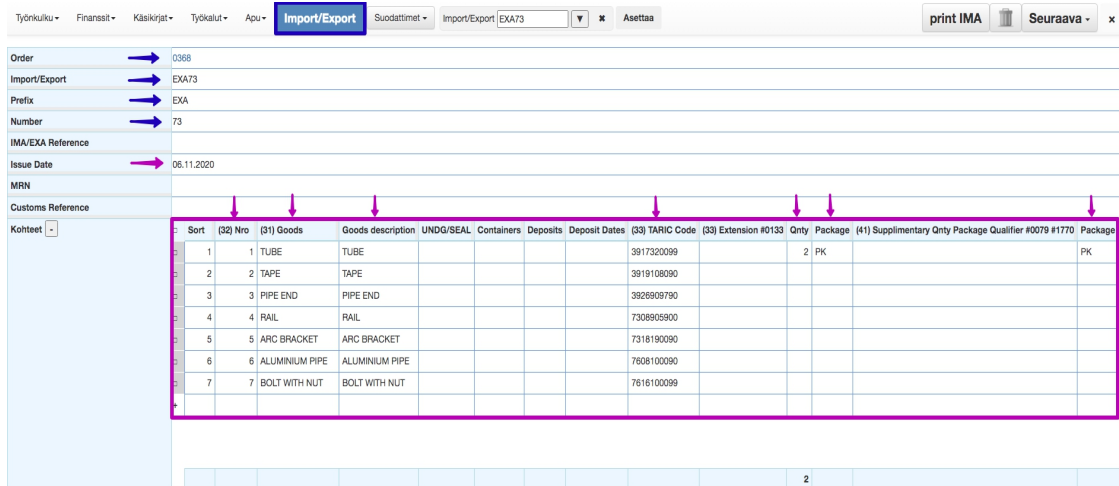 Työnkulku Finanssit Käsikirjat Työkalut Apu Import/Export Suodattimet Import/Export EXA73 Asettaa print IMA Seuraava
Order 0368
Import/Export EXA73
Prefix EXA
Number 73
IMA/EXA Reference
Issue Date 06.11.2020
MRN
Customs Reference
Kohteet - Sort (32) Nro (31) Goods Goods description UNDG/SEAL Containers Deposits Deposit Dates (33) TARIC Code (33) Extension #0133 Qnty Package (41) Supplimentary Qnty Package Qualifier #0079 #1770 Package
1 1 TUBE TUBE 3917320099 2 PK PK
2 2 TAPE TAPE 3919108090
3 3 PIPE END PIPE END 3926909790
4 4 RAIL RAIL 7308905900
5 5 ARC BRACKET ARC BRACKET 7318190090
6 6 ALUMINIUM PIPE ALUMINIUM PIPE 7608100090
7 7 BOLT WITH NUT BOLT WITH NUT 7616100099
+
2